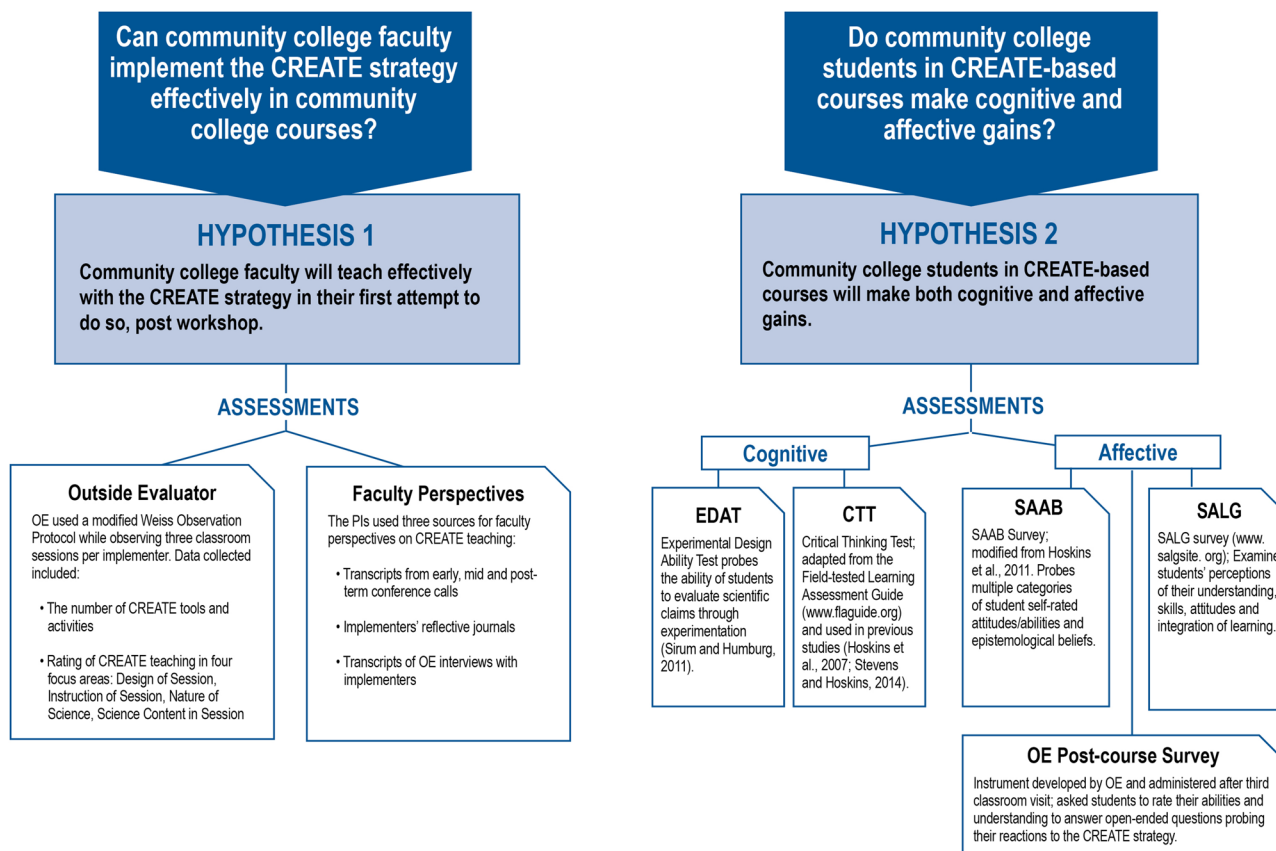 Can community college faculty
implement the CREATE strategy
effectively in community
college courses?
HYPOTHESIS 1
Community college faculty will teach effectively
with the CREATE strategy in their first attempt to
do so, post workshop.
ASSESSMENTS
Outside Evaluator
OE used a modified Weiss Observation
Protocol while observing three classroom
sessions per implementer. Data collected
included:
• The number of CREATE tools and
activities
• Rating of CREATE teaching in four
focus areas: Design of Session,
Instruction of Session, Nature of
Science, Science Content in Session
Faculty Perspectives
The PIs used three sources for faculty
perspectives on CREATE teaching:
• Transcripts from early, mid and post-
term conference calls
• Implementers' reflective journals
• Transcripts of OE interviews with
implementers
Do community college
students in CREATE-based
courses make cognitive and
affective gains?
HYPOTHESIS 2
Community college students in CREATE-based
courses will make both cognitive and affective
gains.
ASSESSMENTS
Cognitive
EDAT
Experimental Design
Ability Test probes
the ability of students
to evaluate scientific
claims through
experimentation
(Sirum and Humburg,
2011).
CTT
Critical Thinking Test;
adapted from the
Field-tested Learning
Assessment Guide
(www.flaguide.org)
and used in previous
studies (Hoskins et
al., 2007; Stevens
and Hoskins, 2014).
Affective
SAAB
SAAB Survey;
modified from Hoskins
et al., 2011. Probes
multiple categories
of student self-rated
attitudes/abilities and
epistemological beliefs.
SALG
SALG survey (www.
salgsite. org); Examine
students' perceptions
of their understanding,
skills, attitudes and
integration of learning.
OE Post-course Survey
Instrument developed by OE and administered after third
classroom visit; asked students to rate their abilities and
understanding to answer open-ended questions probing
their reactions to the CREATE strategy.